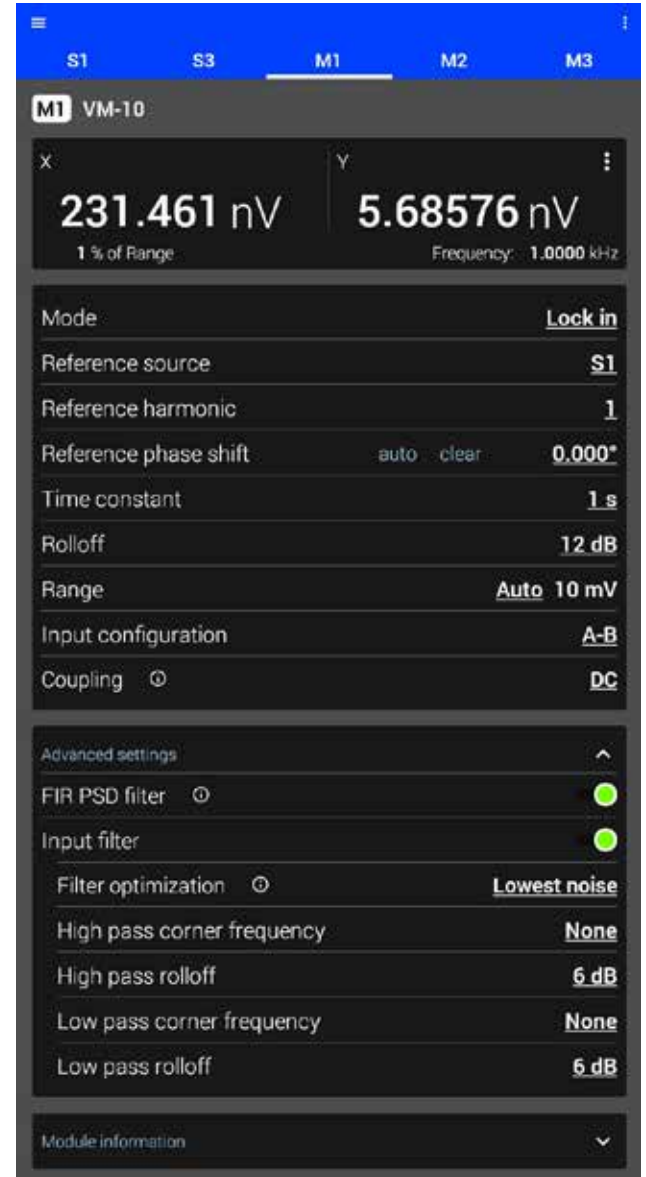 S1 S3 M1 M2 M3
M1 VM-10
X Y
231.461 nV 5.68576 nV
1 % of Range Frequency: 1.0000 kHz
Mode Lock in
Reference source S1
Reference harmonic 1
Reference phase shift auto clear 0.000°
Time constant 1 s
Rolloff 12 dB
Range Auto 10 mV
Input configuration A-B
Coupling DC
Advanced settings
FIR PSD filter
Input filter
Filter optimization Lowest noise
High pass corner frequency None
High pass rolloff 6 dB
Low pass corner frequency None
Low pass rolloff 6 dB
Module information